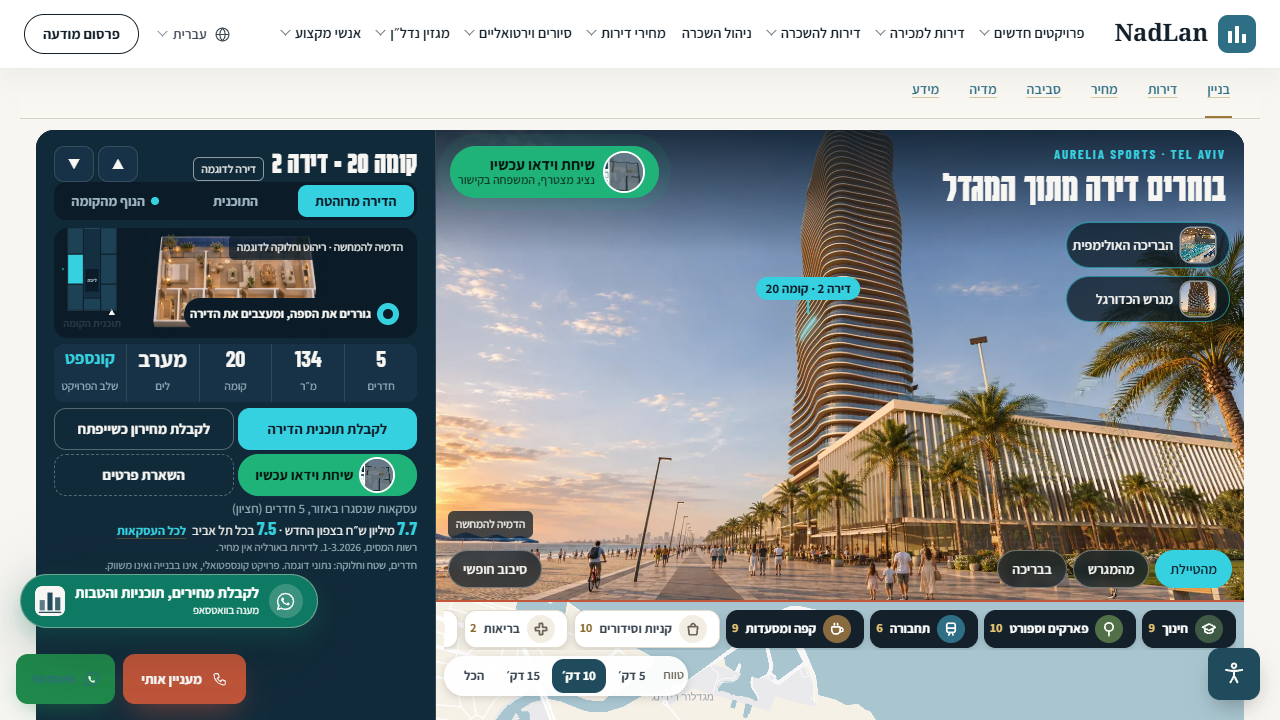 NadLan
פרויקטים חדשים
דירות למכירה
דירות להשכרה
ניהול השכרה
מחירי דירות
סיורים וירטואליים
מגזין נדל״ן
אנשי מקצוע
עברית
פרסום מודעה
בניין
דירות
מחיר
סביבה
מדיה
מידע
AURELIA SPORTS · TEL AVIV
בוחרים דירה מתוך המגדל
הבריכה האולימפית
מגרש הכדורגל
שיחת וידאו עכשיו
נציג מצטרף, המשפחה בקישור
דירה 2 · קומה 20
הדמיה להמחשה
סיבוב חופשי
מהטיילת
מהמגרש
בבריכה
קומה 20 - דירה 2
דירה לדוגמה
▲
▼
הדירה מרוהטת
התוכנית
הנוף מהקומה
הדמיה להמחשה · ריהוט וחלוקה לדוגמה
גוררים את הספה, ומעצבים את הדירה
תוכנית הקומה
5
חדרים
134
מ״ר
20
קומה
מערב
לים
קונספט
שלב הפרויקט
לקבלת תוכנית הדירה
לקבלת מחירון כשייפתח
שיחת וידאו עכשיו
השארת פרטים
עסקאות שנסגרו באזור, 5 חדרים (חציון)
7.7 מיליון ש״ח בצפון החדש · 7.5 בכל תל אביב לכל העסקאות
רשות המסים, 1-3.2026. לדירות באורליה אין מחיר.
חדרים, שטח וחלוקה: נתוני דוגמה. פרויקט קונספטואלי, אינו בבנייה ואינו משווק.
לקבלת מחירים, תוכניות והטבות
מענה בוואטסאפ
מעניין אותי
חינוך 9
פארקים וספורט 10
תחבורה 6
קפה ומסעדות 9
קניות וסידורים 10
בריאות 2
טווח
5 דק׳
10 דק׳
15 דק׳
הכל